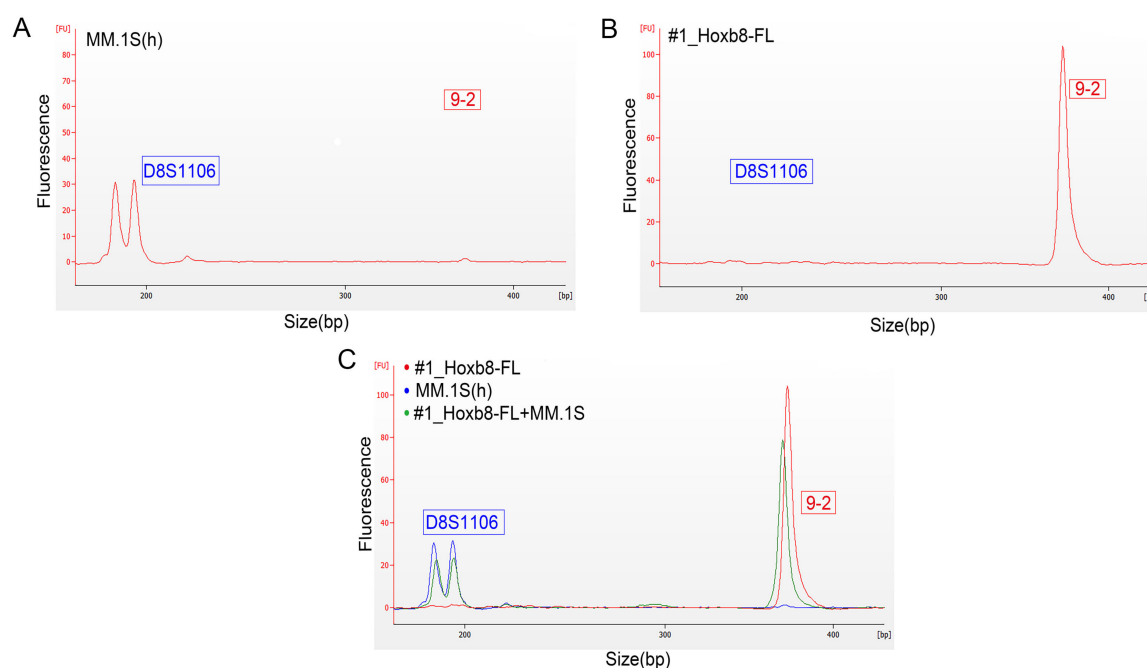 A
[FU]
MM.1S(h)
80
70
60
50
40
30
20
10
0
Fluorescence
D8S1106
9-2
200
300
400
[bp]
Size(bp)
B
[FU]
#1_Hoxb8-FL
100
80
60
40
20
0
Fluorescence
D8S1106
9-2
200
300
400
Size(bp)
C
[FU]
#1_Hoxb8-FL
MM.1S(h)
#1_Hoxb8-FL+MM.1S
100
80
60
40
20
0
Fluorescence
D8S1106
9-2
200
300
400
[bp]
Size(bp)